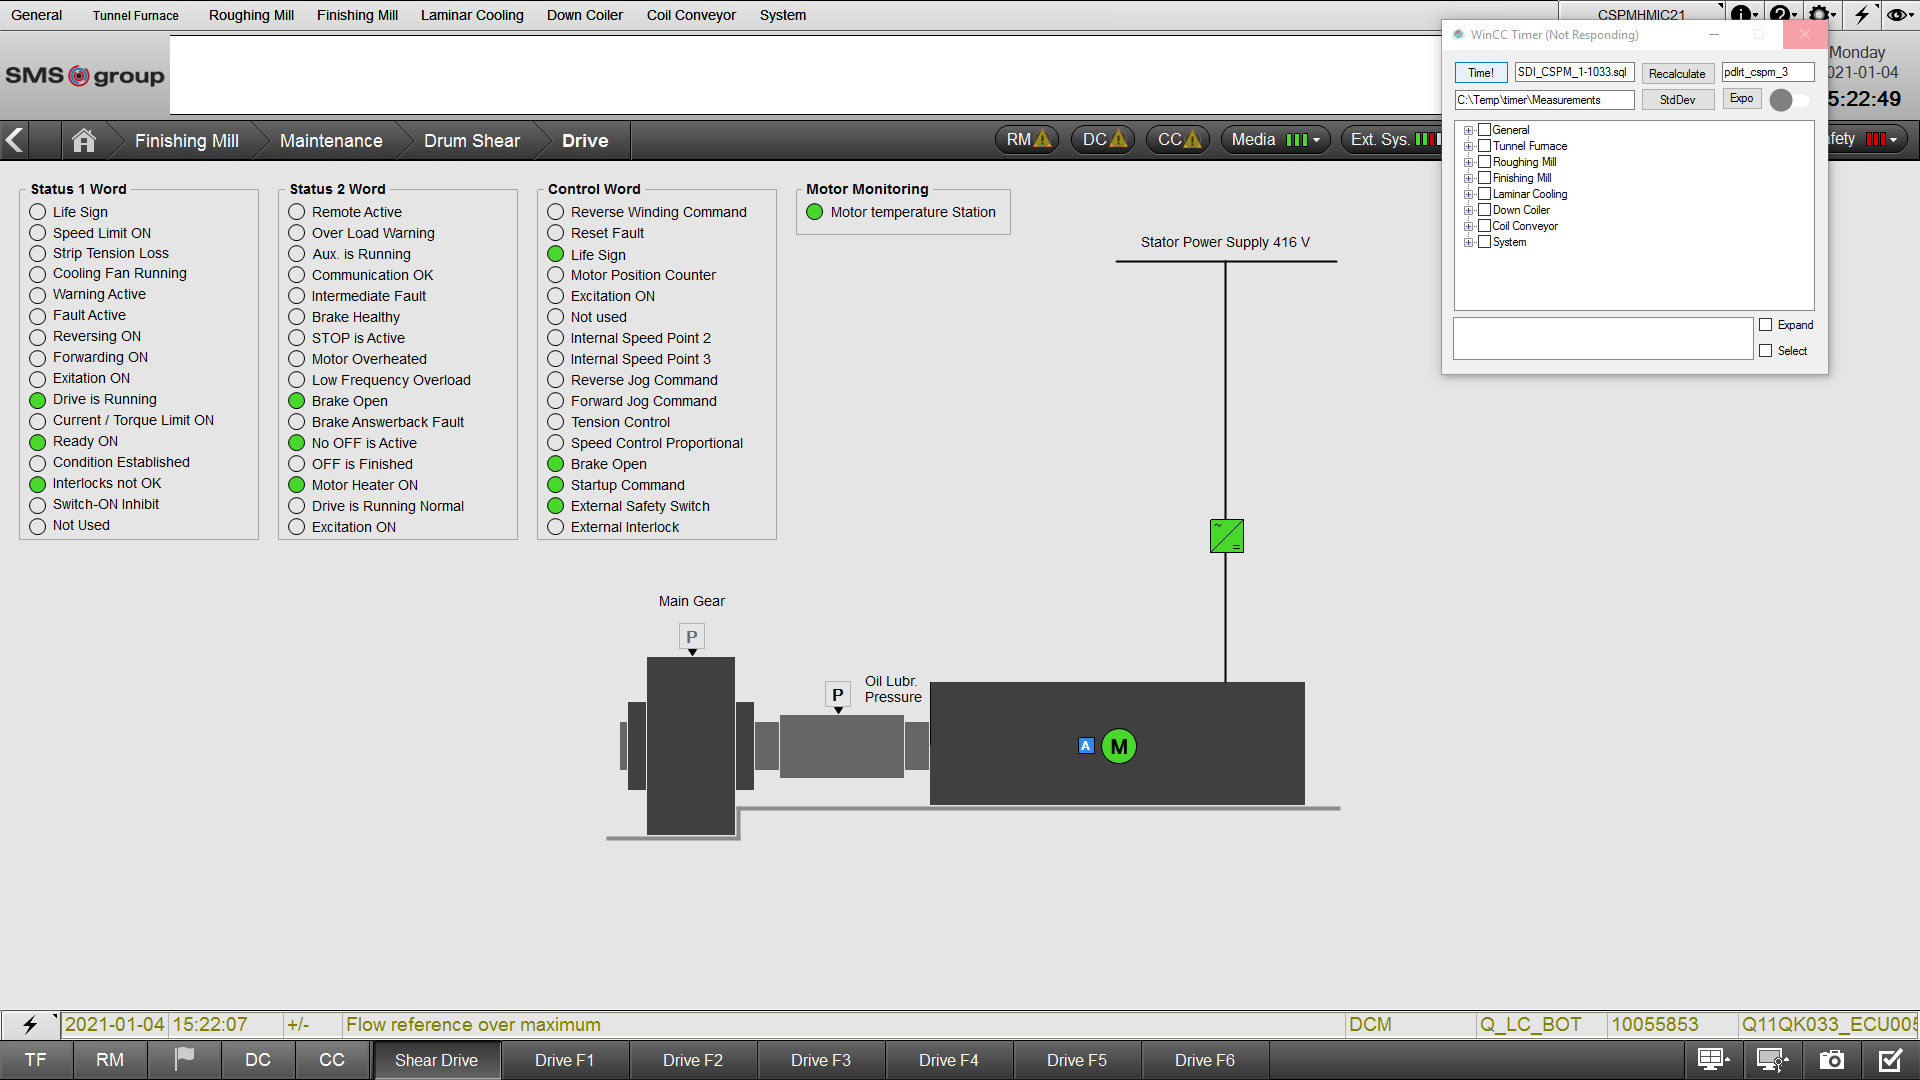 General Tunnel Furnace Roughing Mill Finishing Mill Laminar Cooling Down Coiler Coil Conveyor System CSPMHMIC21
SMS group
Monday
2021-01-04
5:22:49
WinCC Timer (Not Responding)
Time! SDI_CSPM_1-1033.sql Recalculate pdlrt_cspm_3
C:\Temp\timer\Measurements StdDev Expo
General
Tunnel Furnace
Roughing Mill
Finishing Mill
Laminar Cooling
Down Coiler
Coil Conveyor
System
Expand
Select
Finishing Mill Maintenance Drum Shear Drive RM DC CC Media Ext. Sys. fety
Status 1 Word
Life Sign
Speed Limit ON
Strip Tension Loss
Cooling Fan Running
Warning Active
Fault Active
Reversing ON
Forwarding ON
Exitation ON
Drive is Running
Current / Torque Limit ON
Ready ON
Condition Established
Interlocks not OK
Switch-ON Inhibit
Not Used
Status 2 Word
Remote Active
Over Load Warning
Aux. is Running
Communication OK
Intermediate Fault
Brake Healthy
STOP is Active
Motor Overheated
Low Frequency Overload
Brake Open
Brake Answerback Fault
No OFF is Active
OFF is Finished
Motor Heater ON
Drive is Running Normal
Excitation ON
Control Word
Reverse Winding Command
Reset Fault
Life Sign
Motor Position Counter
Excitation ON
Not used
Internal Speed Point 2
Internal Speed Point 3
Reverse Jog Command
Forward Jog Command
Tension Control
Speed Control Proportional
Brake Open
Startup Command
External Safety Switch
External Interlock
Motor Monitoring
Motor temperature Station
Stator Power Supply 416 V
Main Gear
P
P
Oil Lubr.
Pressure
A M
2021-01-04 15:22:07 +/- Flow reference over maximum DCM Q_LC_BOT 10055853 Q11QK033_ECU005
TF RM DC CC Shear Drive Drive F1 Drive F2 Drive F3 Drive F4 Drive F5 Drive F6